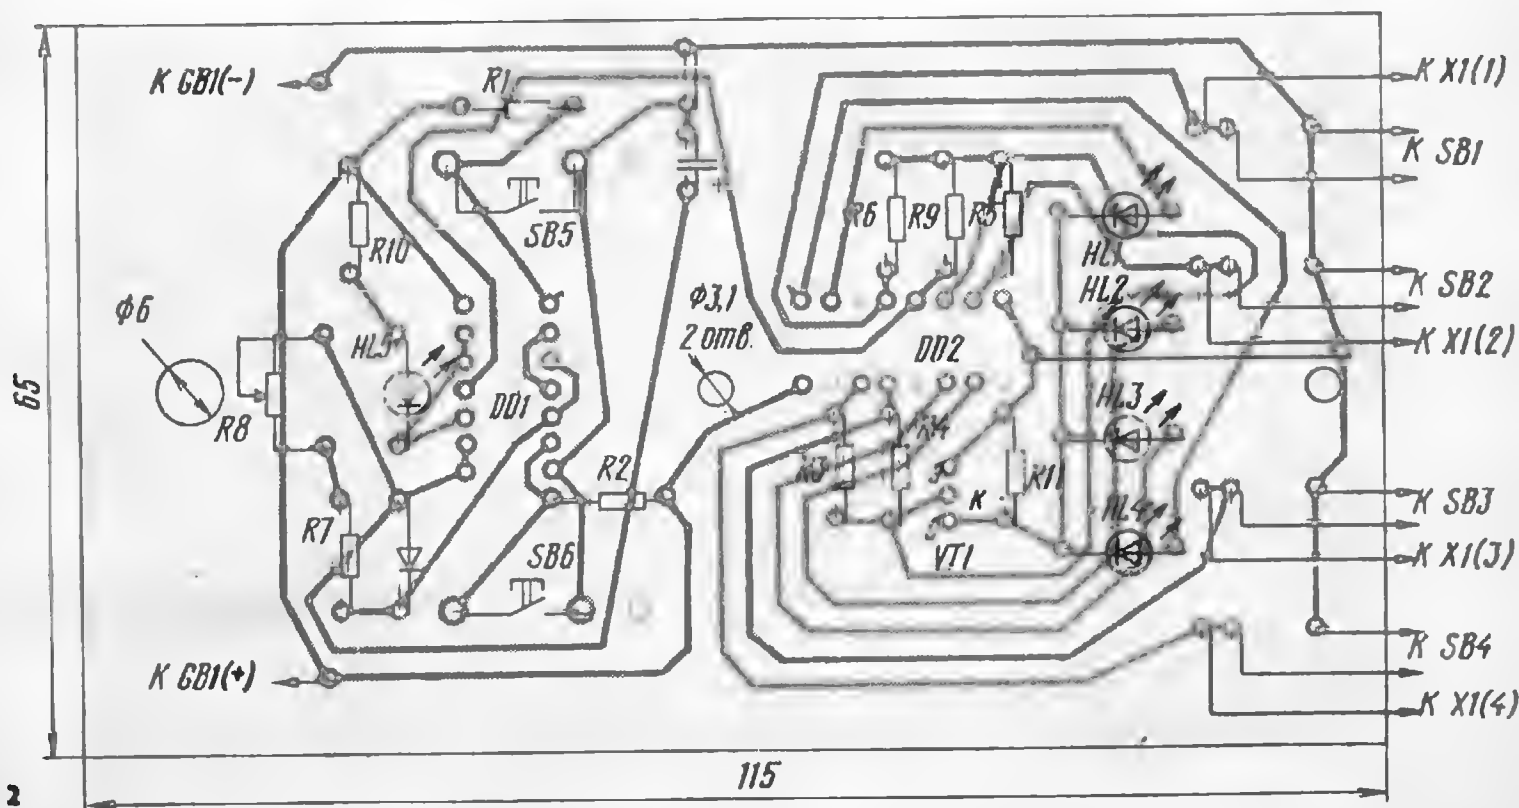 К GB1(-)
R1
К X1(1)
К SB1
SB5
R10
R6
R9
R5
HL1
HL2
К SB2
К X1(2)
Ф6
Ф3,1
2 отв.
HL5
DD1
DD2
HL3
65
R8
R2
R3
R4
R11
К
HL4
К SB3
К X1(3)
R7
SB6
VT1
К SB4
К GB1(+)
К X1(4)
115
2